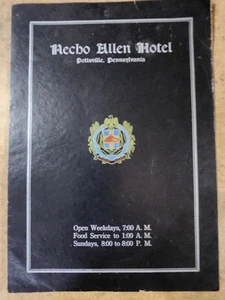 Necho Allen Hotel
Pottsville, Pennsylvania
Open Weekdays, 7:00 A. M.
Food Service to 1:00 A. M.
Sundays, 8:00 to 8:00 P. M.